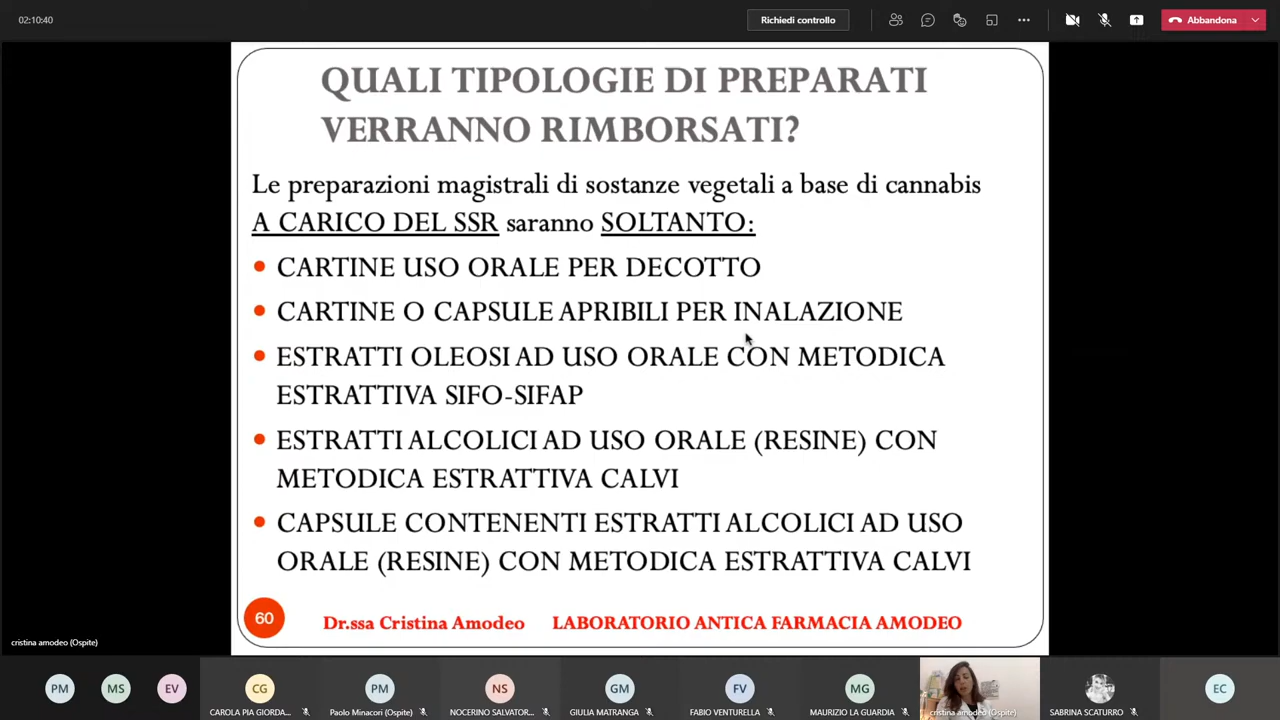 02:10:40
Richiedi controllo
Abbandona
QUALI TIPOLOGIE DI PREPARATI
VERRANNO RIMBORSATI?
Le preparazioni magistrali di sostanze vegetali a base di cannabis
A CARICO DEL SSR saranno SOLTANTO:
CARTINE USO ORALE PER DECOTTO
CARTINE O CAPSULE APRIBILI PER INALAZIONE
ESTRATTI OLEOSI AD USO ORALE CON METODICA
ESTRATTIVA SIFO-SIFAP
ESTRATTI ALCOLICI AD USO ORALE (RESINE) CON
METODICA ESTRATTIVA CALVI
CAPSULE CONTENENTI ESTRATTI ALCOLICI AD USO
ORALE (RESINE) CON METODICA ESTRATTIVA CALVI
60
Dr.ssa Cristina Amodeo LABORATORIO ANTICA FARMACIA AMODEO
cristina amodeo (Ospite)
PM MS EV CG PM NS GM FV MG EC
CAROLA PIA GIORDA... Paolo Minacori (Ospite) NOCERINO SALVATOR... GIULIA MATRANGA FABIO VENTURELLA MAURIZIO LA GUARDIA cristina amodeo (Ospite) SABRINA SCATURRO